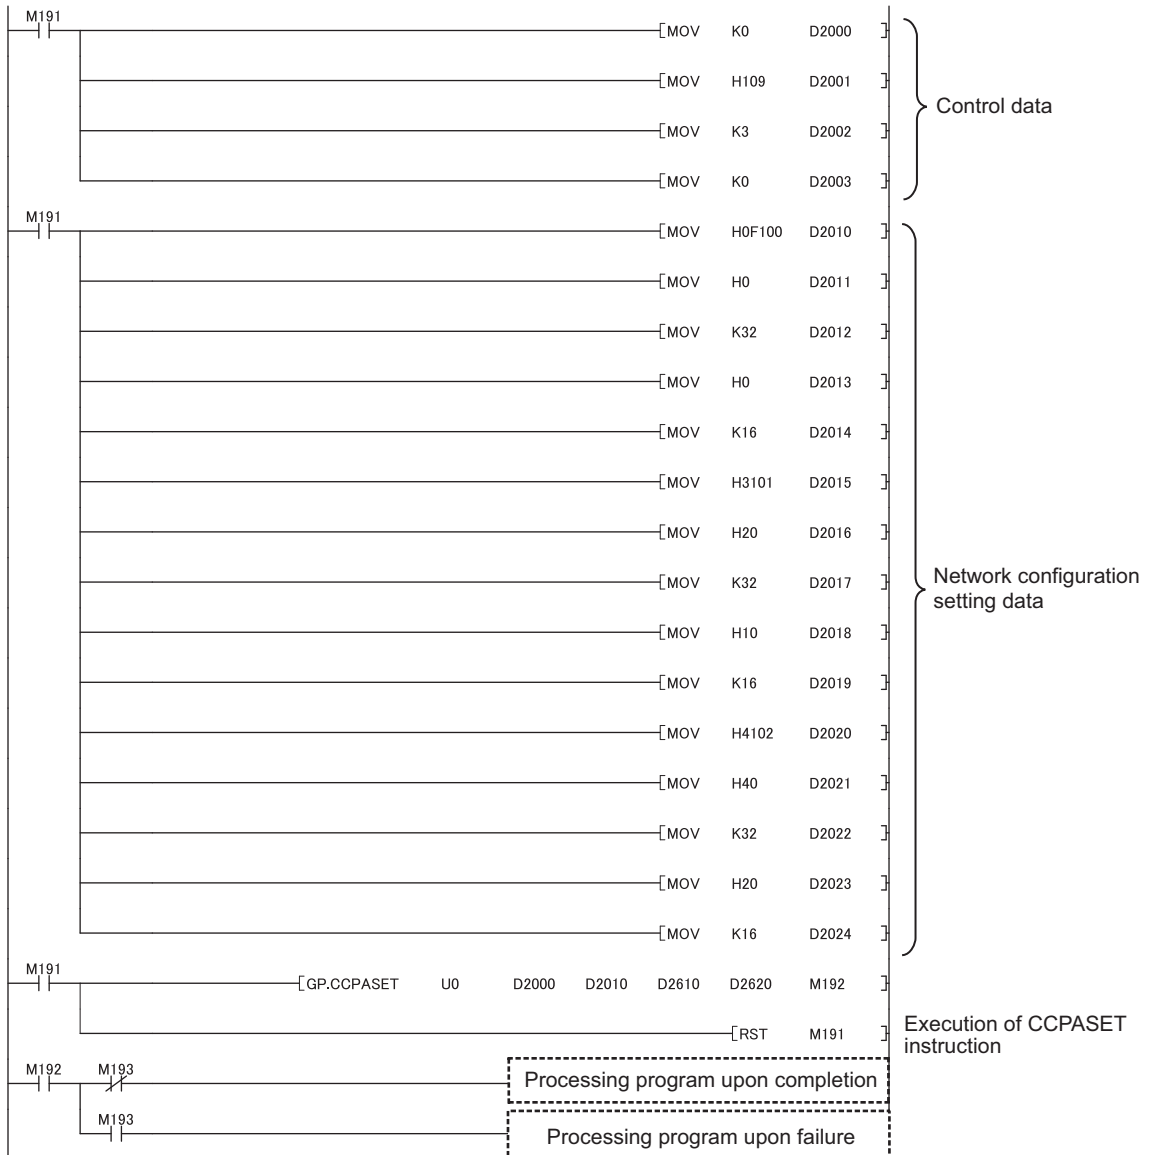 M191
MOV K0 D2000
MOV H109 D2001
Control data
MOV K3 D2002
MOV K0 D2003
M191
MOV H0F100 D2010
MOV H0 D2011
MOV K32 D2012
MOV H0 D2013
MOV K16 D2014
MOV H3101 D2015
MOV H20 D2016
MOV K32 D2017
Network configuration
setting data
MOV H10 D2018
MOV K16 D2019
MOV H4102 D2020
MOV H40 D2021
MOV K32 D2022
MOV H20 D2023
MOV K16 D2024
M191
GP.CCPASET U0 D2000 D2010 D2610 D2620 M192
RST M191
Execution of CCPASET
instruction
M192 M193
Processing program upon completion
M193
Processing program upon failure